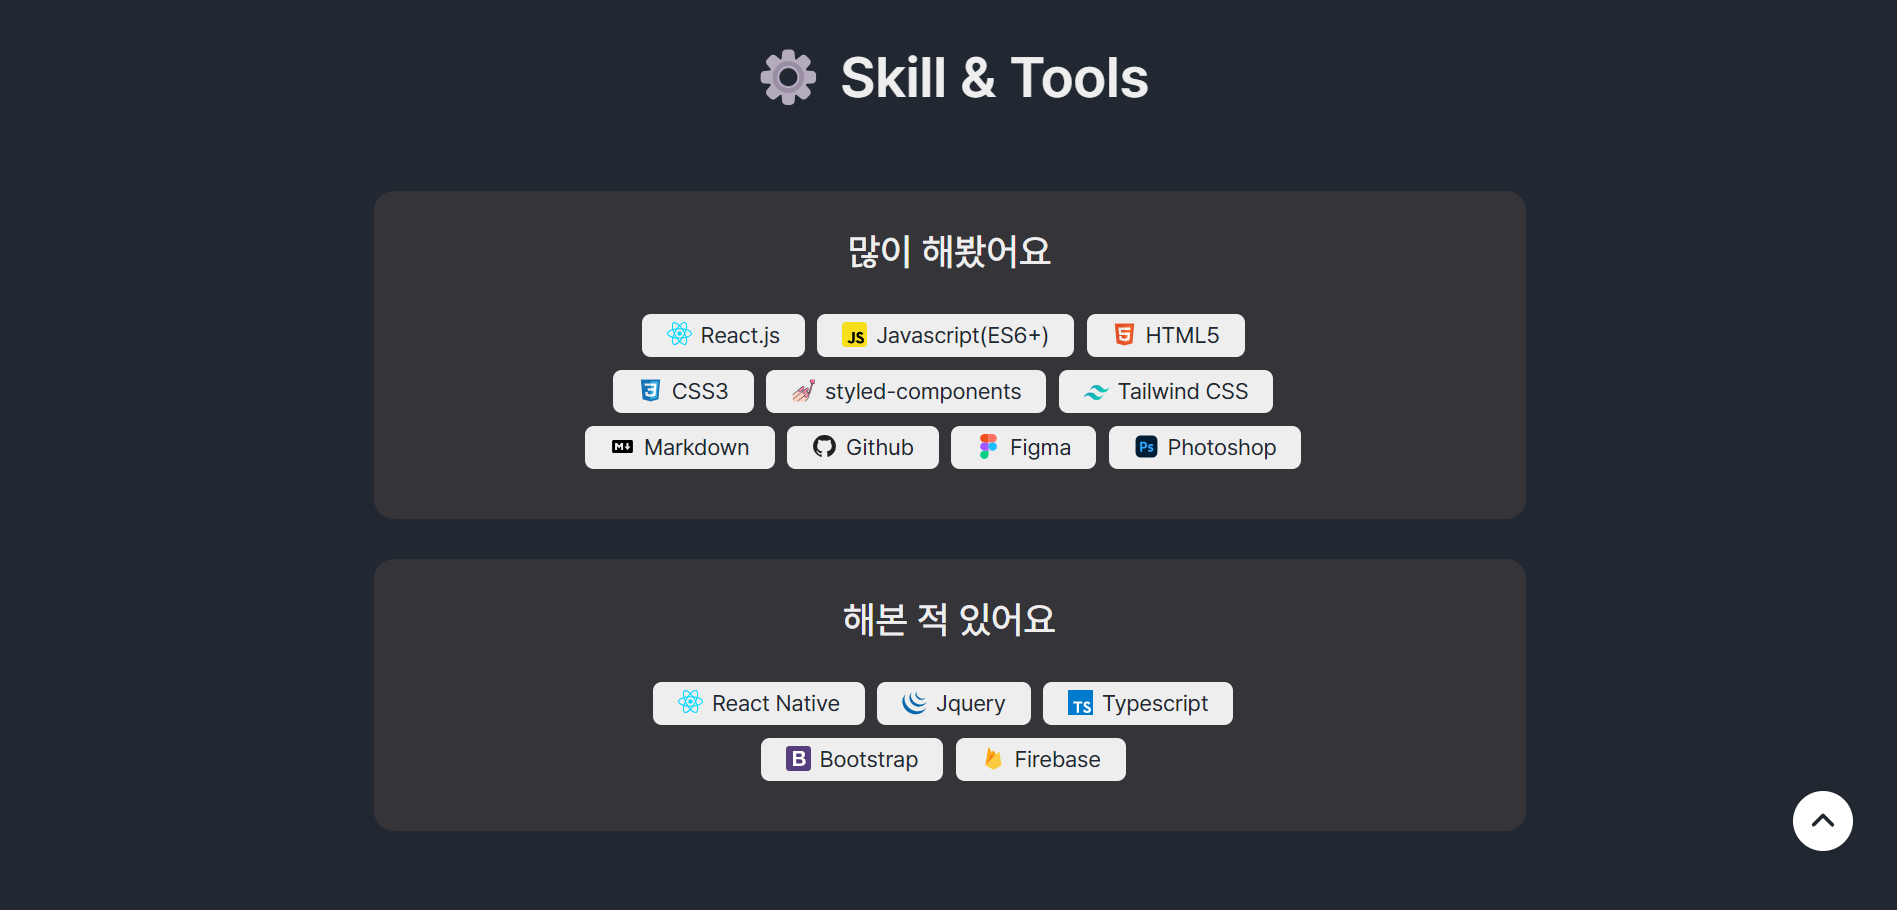 Skill & Tools
많이 해봤어요
React.js JS Javascript(ES6+) HTML5
CSS3 styled-components Tailwind CSS
Markdown Github Figma Ps Photoshop
해본 적 있어요
React Native Jquery TS Typescript
B Bootstrap Firebase